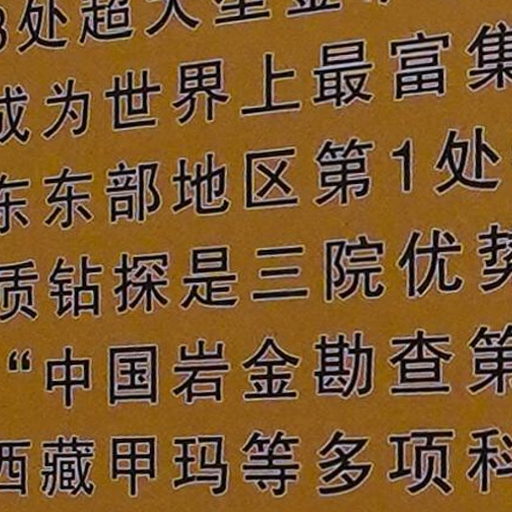 3处超大型金
成为世界上最富集
东东部地区第1处
质钻探是三院优势
“中国岩金勘查第
西藏甲玛等多项科